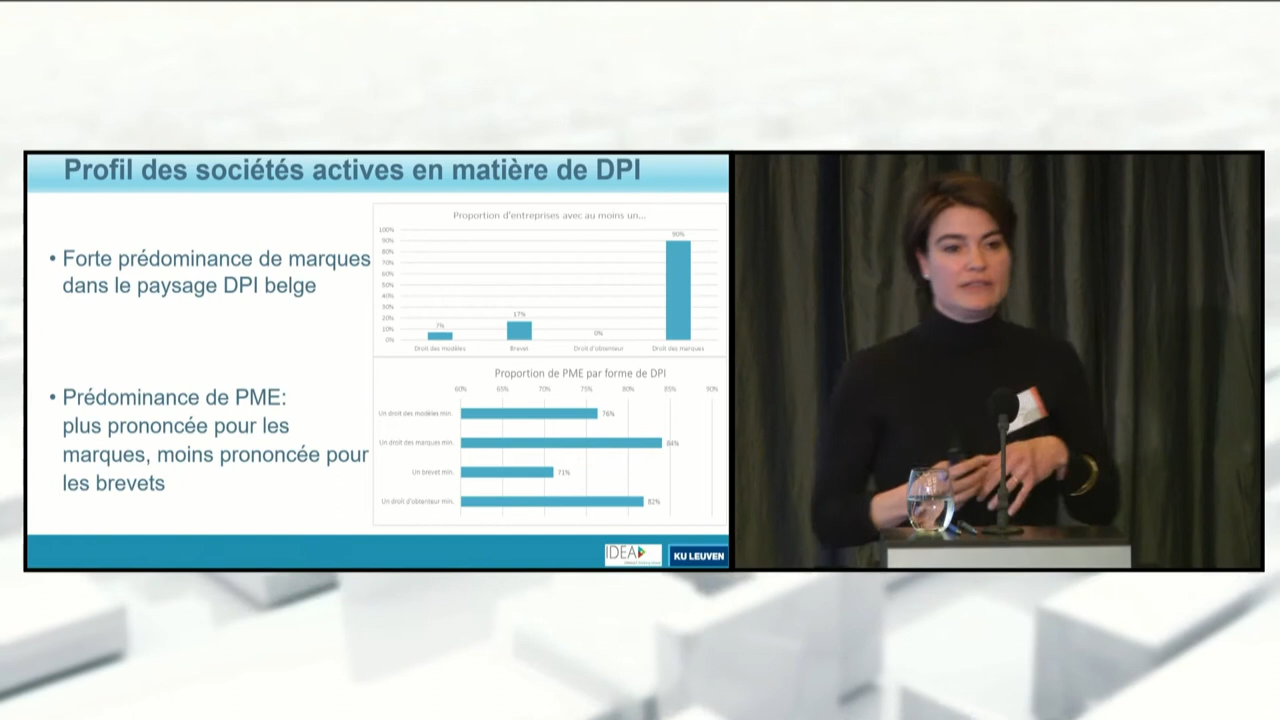 Profil des sociétés actives en matière de DPI
• Forte prédominance de marques
dans le paysage DPI belge
• Prédominance de PME:
plus prononcée pour les
marques, moins prononcée pour
les brevets
Proportion d'entreprises avec au moins un...
100%
90%
80%
70%
60%
50%
40%
30%
20%
10%
0%
7%
17%
0%
90%
Droit des modèles
Brevet
Droit d'obtenteur
Droit des marques
Proportion de PME par forme de DPI
60% 65% 70% 75% 80% 85% 90%
Un droit des modèles min. 76%
Un droit des marques min. 84%
Un brevet min. 71%
Un droit d'obtenteur min. 82%
IDEA
KU LEUVEN